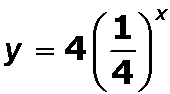 y = 4(1/4)^x